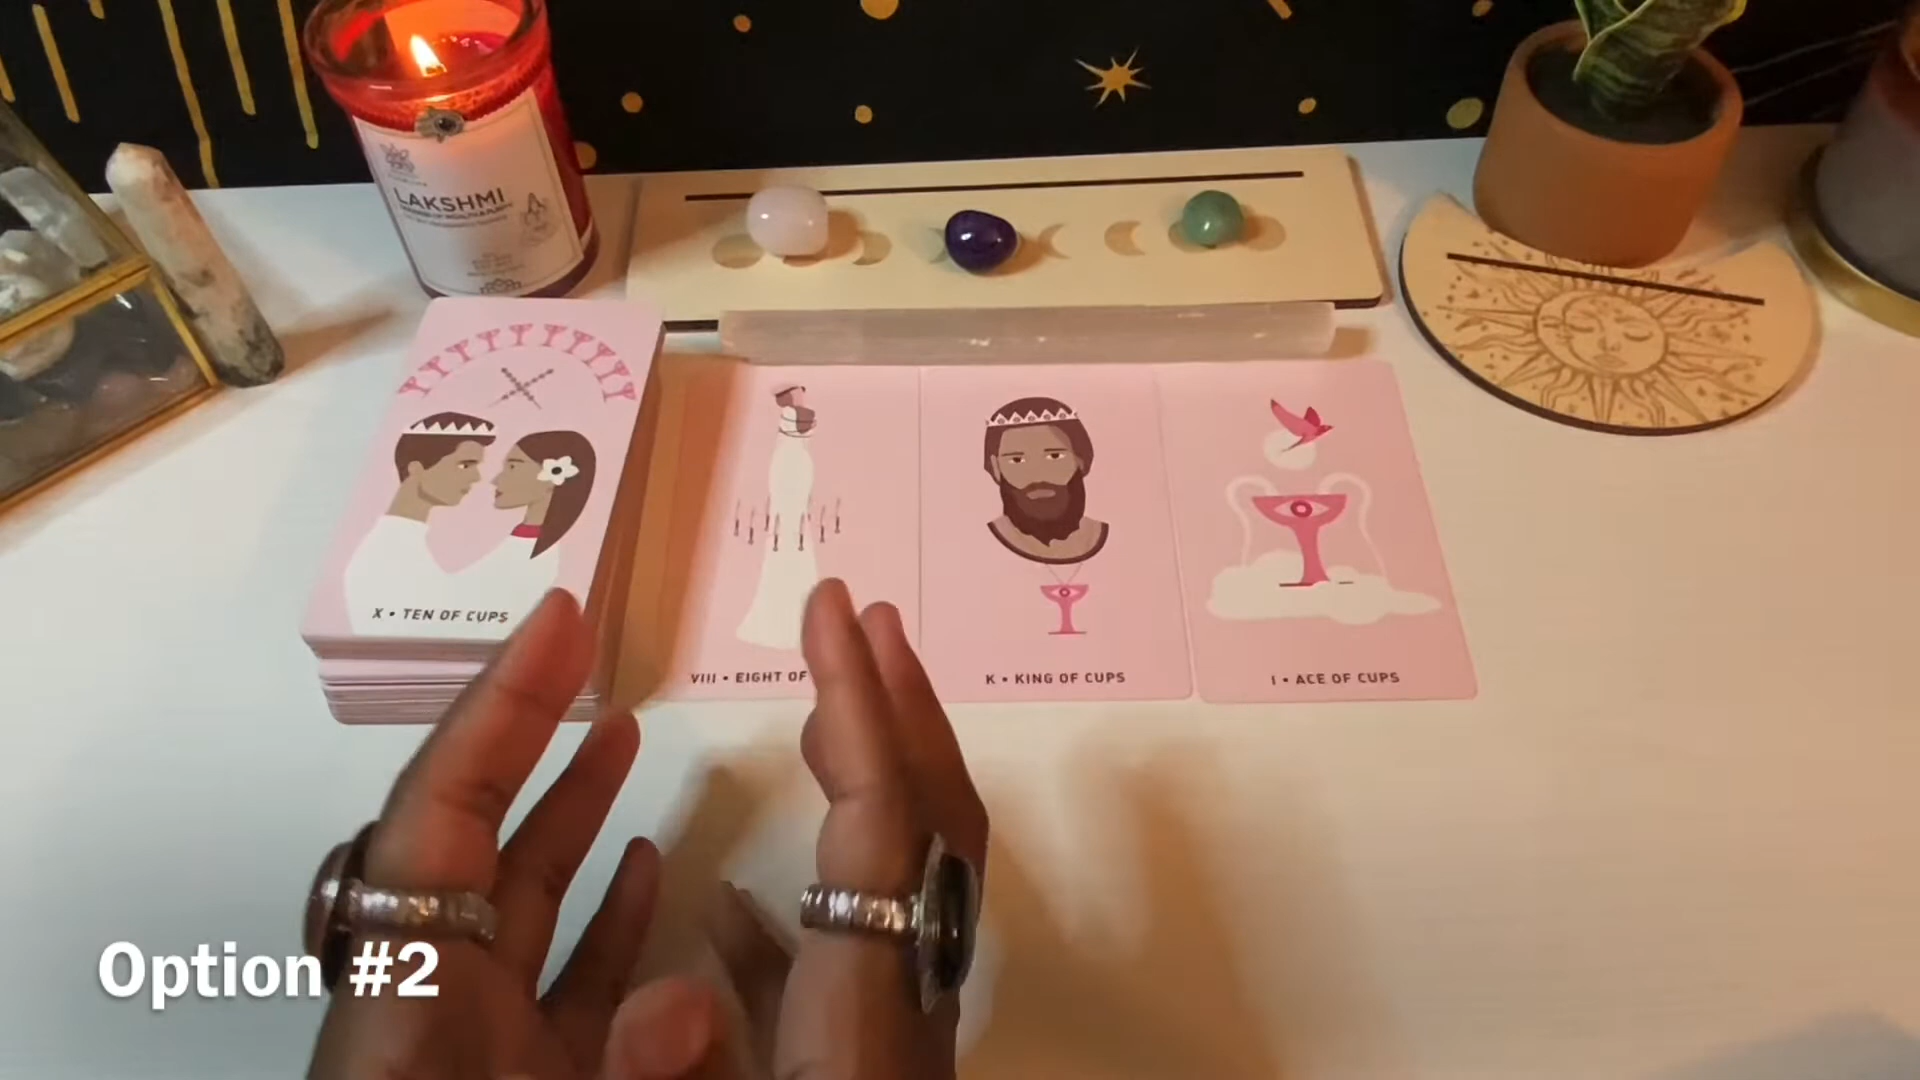 LAKSHMI
X • TEN OF CUPS
VIII • EIGHT OF
K • KING OF CUPS
I • ACE OF CUPS
Option #2